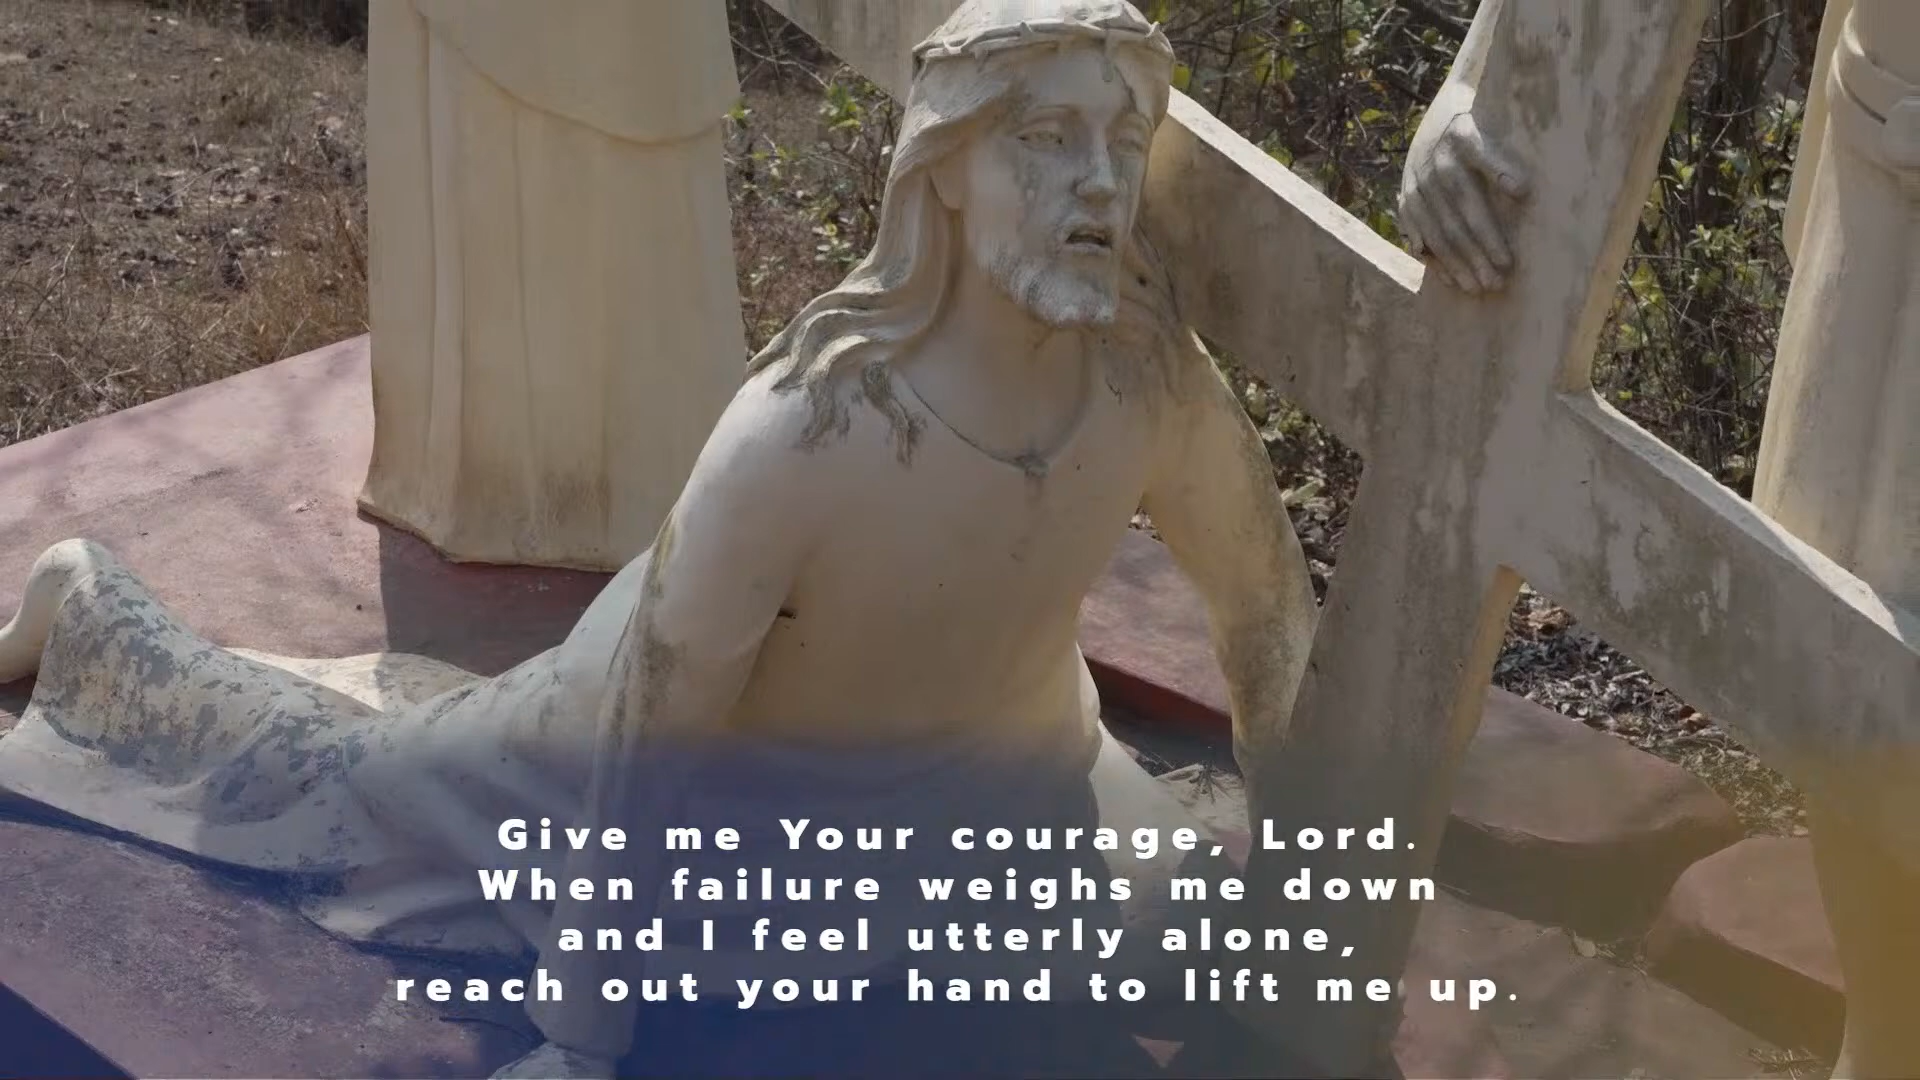 Give me Your courage, Lord.
When failure weighs me down
and I feel utterly alone,
reach out your hand to lift me up.